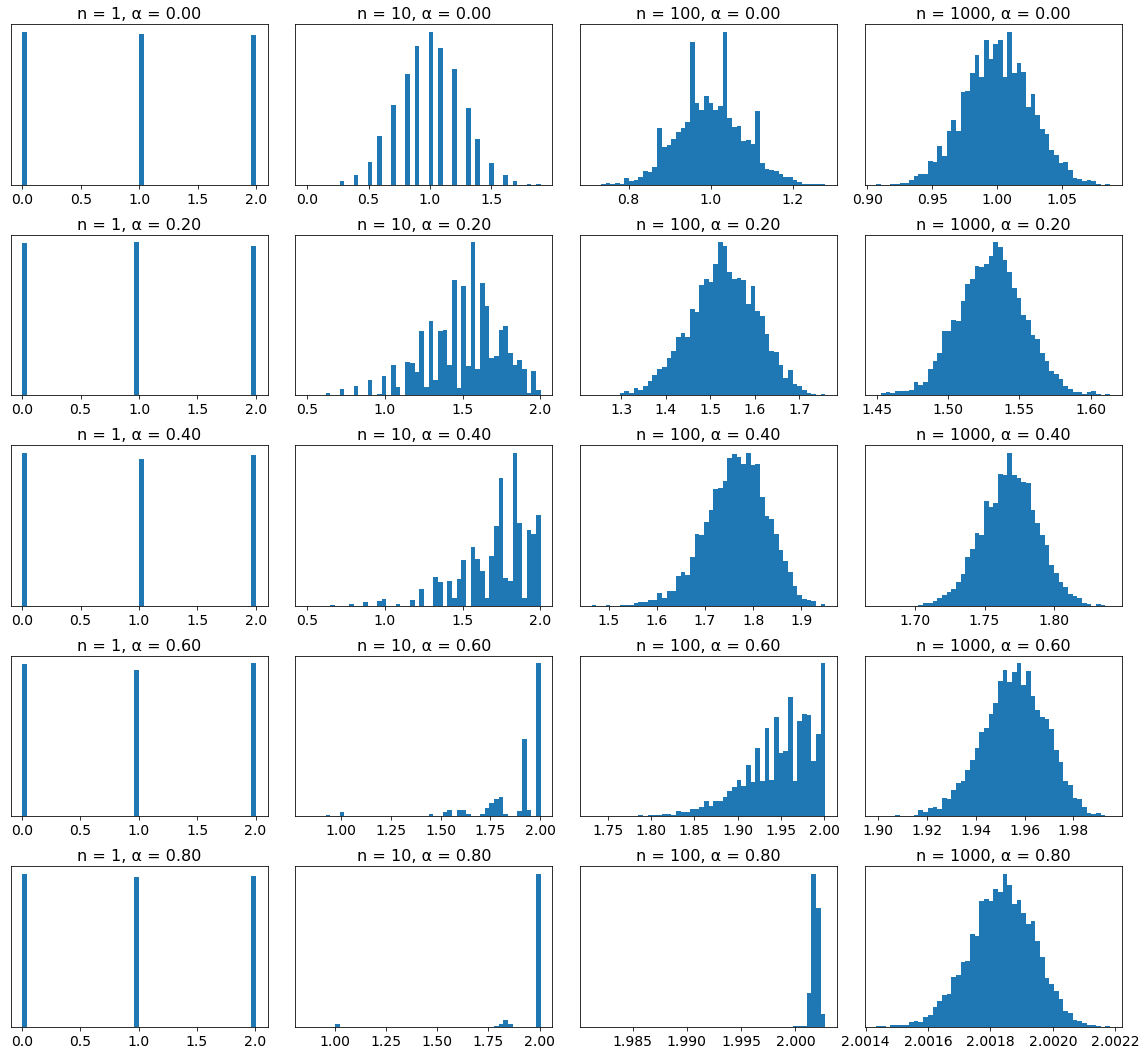 n = 1, α = 0.00 n = 10, α = 0.00 n = 100, α = 0.00 n = 1000, α = 0.00
0.0 0.5 1.0 1.5 2.0 0.0 0.5 1.0 1.5 0.8 1.0 1.2 0.90 0.95 1.00 1.05
n = 1, α = 0.20 n = 10, α = 0.20 n = 100, α = 0.20 n = 1000, α = 0.20
0.0 0.5 1.0 1.5 2.0 0.5 1.0 1.5 2.0 1.3 1.4 1.5 1.6 1.7 1.45 1.50 1.55 1.60
n = 1, α = 0.40 n = 10, α = 0.40 n = 100, α = 0.40 n = 1000, α = 0.40
0.0 0.5 1.0 1.5 2.0 0.5 1.0 1.5 2.0 1.5 1.6 1.7 1.8 1.9 1.70 1.75 1.80
n = 1, α = 0.60 n = 10, α = 0.60 n = 100, α = 0.60 n = 1000, α = 0.60
0.0 0.5 1.0 1.5 2.0 1.00 1.25 1.50 1.75 2.00 1.75 1.80 1.85 1.90 1.95 2.00 1.90 1.92 1.94 1.96 1.98
n = 1, α = 0.80 n = 10, α = 0.80 n = 100, α = 0.80 n = 1000, α = 0.80
0.0 0.5 1.0 1.5 2.0 1.00 1.25 1.50 1.75 2.00 1.985 1.990 1.995 2.000 2.0014 2.0016 2.0018 2.0020 2.0022